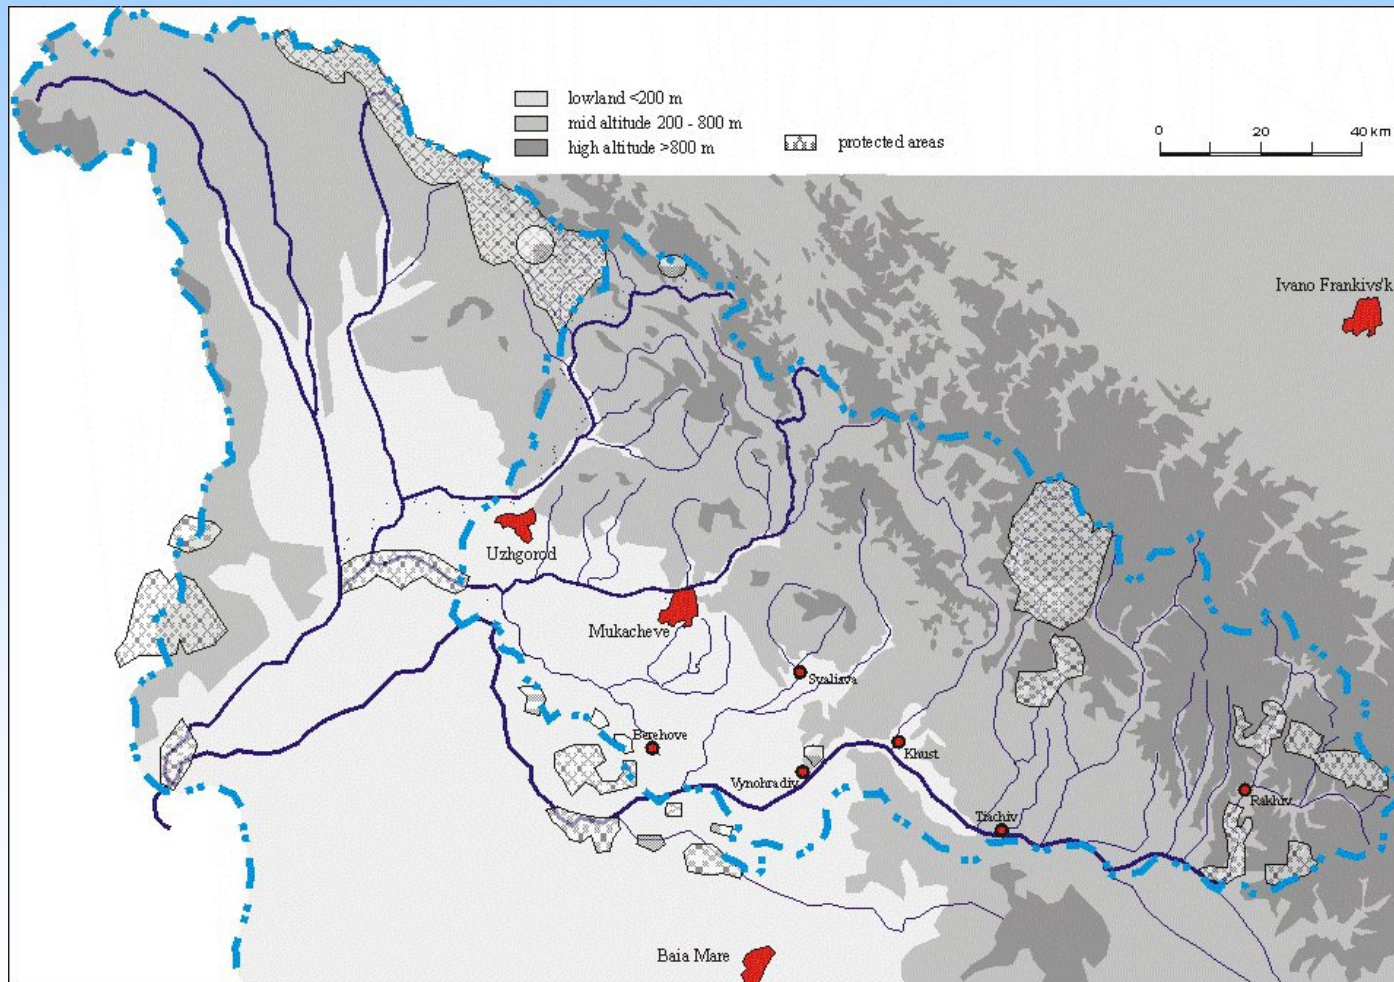 lowland <200 m
mid altitude 200 - 800 m
high altitude >800 m
protected areas
0 20 40 km
Ivano Frankivs'k
Uzhgorod
Mukacheve
Svaliava
Berehove
Khust
Vynohradiv
Rakhiv
Tiachiv
Baia Mare